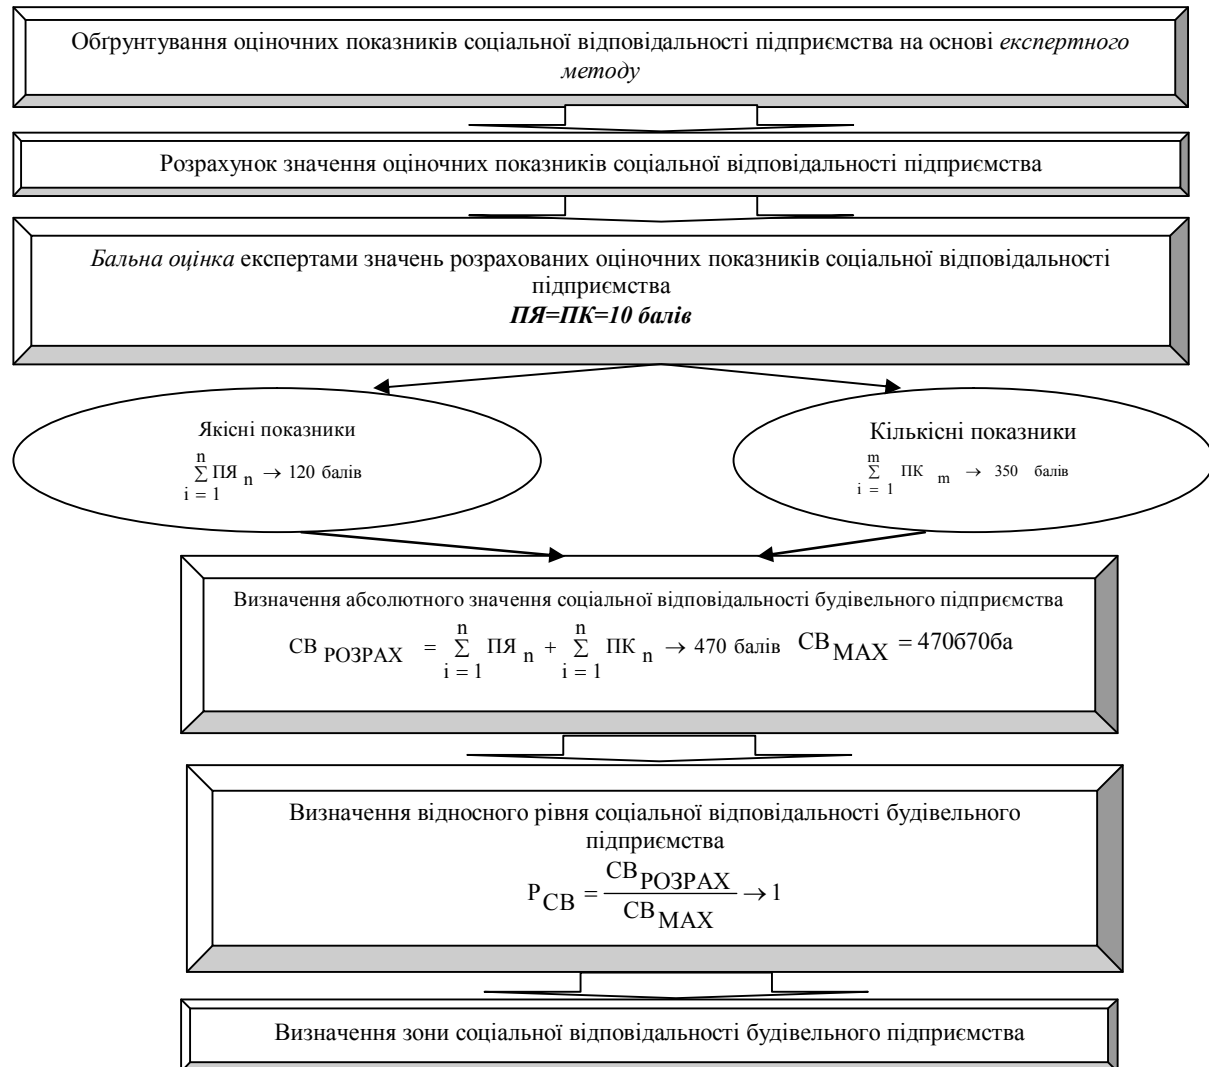 Обґрунтування оціночних показників соціальної відповідальності підприємства на основі експертного
методу
Розрахунок значення оціночних показників соціальної відповідальності підприємства
Бальна оцінка експертами значень розрахованих оціночних показників соціальної відповідальності
підприємства
ПЯ=ПК=10 балів
Якісні показники
n
∑ ПЯ n → 120 балів
i = 1
Кількісні показники
m
∑ ПК m → 350 балів
i = 1
Визначення абсолютного значення соціальної відповідальності будівельного підприємства
n n
СВ РОЗРАХ = ∑ ПЯ n + ∑ ПК n → 470 балів СВ МАХ = 470б70ба
i = 1 i = 1
Визначення відносного рівня соціальної відповідальності будівельного
підприємства
СВ РОЗРАХ
Р СВ = → 1
СВ МАХ
Визначення зони соціальної відповідальності будівельного підприємства